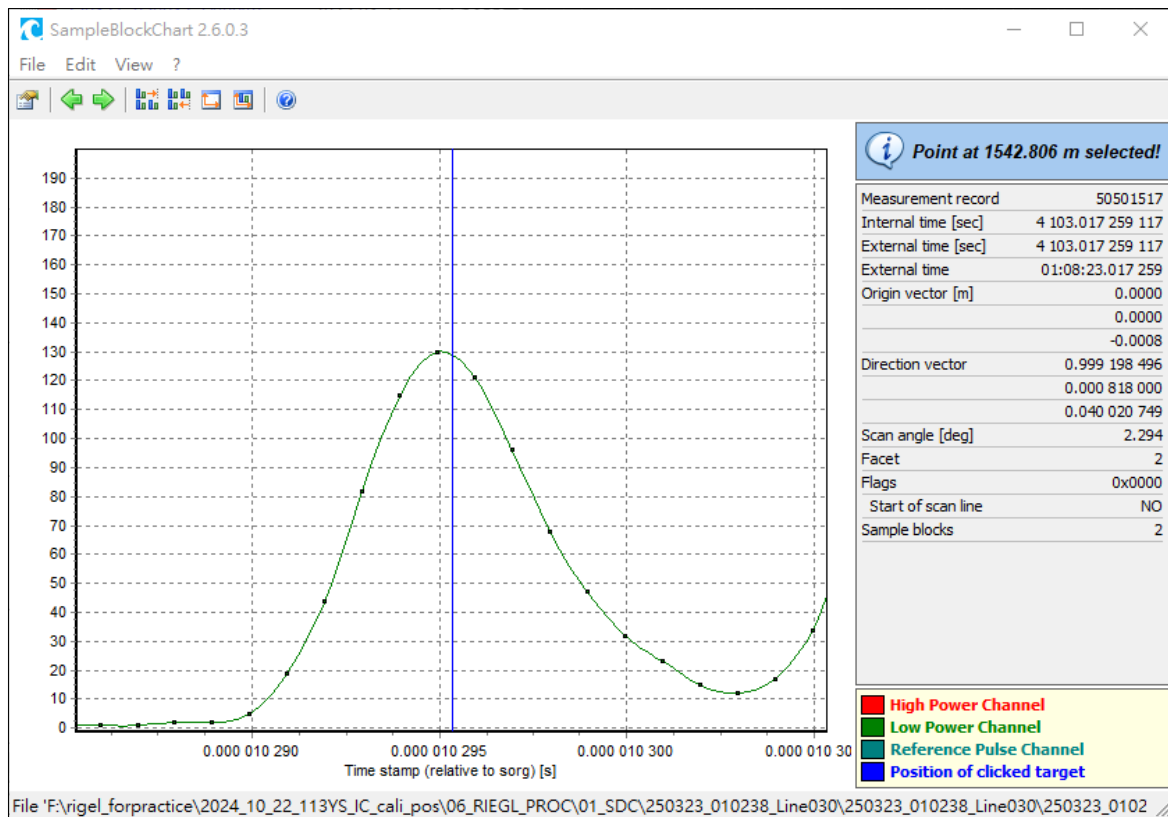 SampleBlockChart 2.6.0.3
File Edit View ?
Point at 1542.806 m selected!
190
180
170
160
150
140
130
120
110
100
90
80
70
60
50
40
30
20
10
0
0.000 010 290 0.000 010 295 0.000 010 300 0.000 010 30
Time stamp (relative to sorg) [s]
Measurement record 50501517
Internal time [sec] 4 103.017 259 117
External time [sec] 4 103.017 259 117
External time 01:08:23.017 259
Origin vector [m] 0.0000
0.0000
-0.0008
Direction vector 0.999 198 496
0.000 818 000
0.040 020 749
Scan angle [deg] 2.294
Facet 2
Flags 0x0000
Start of scan line NO
Sample blocks 2
High Power Channel
Low Power Channel
Reference Pulse Channel
Position of clicked target
File 'F:\rigel_forpractice\2024_10_22_113YS_IC_cali_pos\06_RIEGL_PROC\01_SDC\250323_010238_Line030\250323_010238_Line030\250323_0102